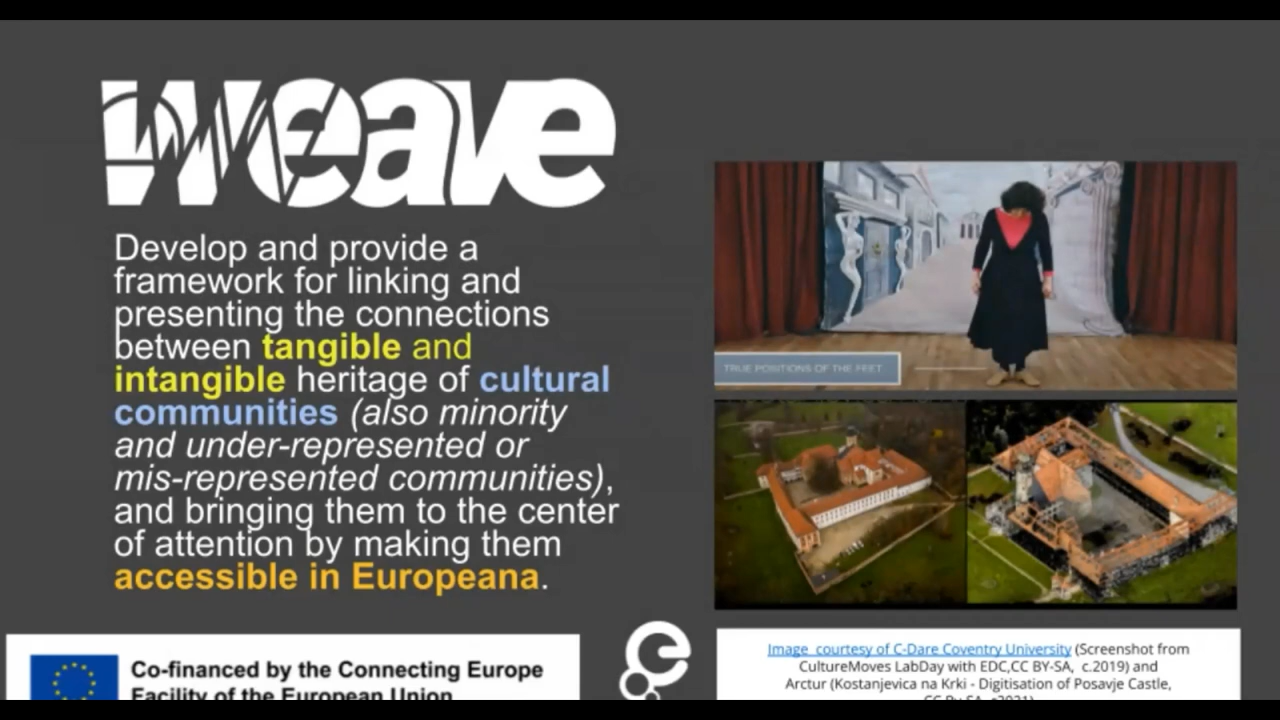 weave
Develop and provide a
framework for linking and
presenting the connections
between tangible and
intangible heritage of cultural
communities (also minority
and under-represented or
mis-represented communities),
and bringing them to the center
of attention by making them
accessible in Europeana.
TRUE POSITIONS OF THE FEET
Co-financed by the Connecting Europe
Facility of the European Union
Image courtesy of C-Dare Coventry University (Screenshot from
CultureMoves LabDay with EDC,CC BY-SA, c.2019) and
Arctur (Kostanjevica na Krki - Digitisation of Posavje Castle,